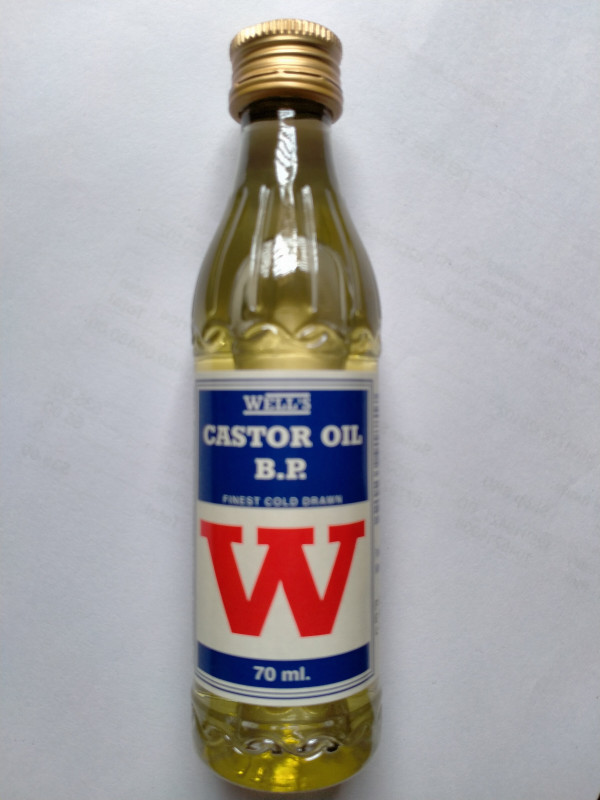 WELL'S
CASTOR OIL
B.P.
FINEST COLD DRAWN
W
70 ml.